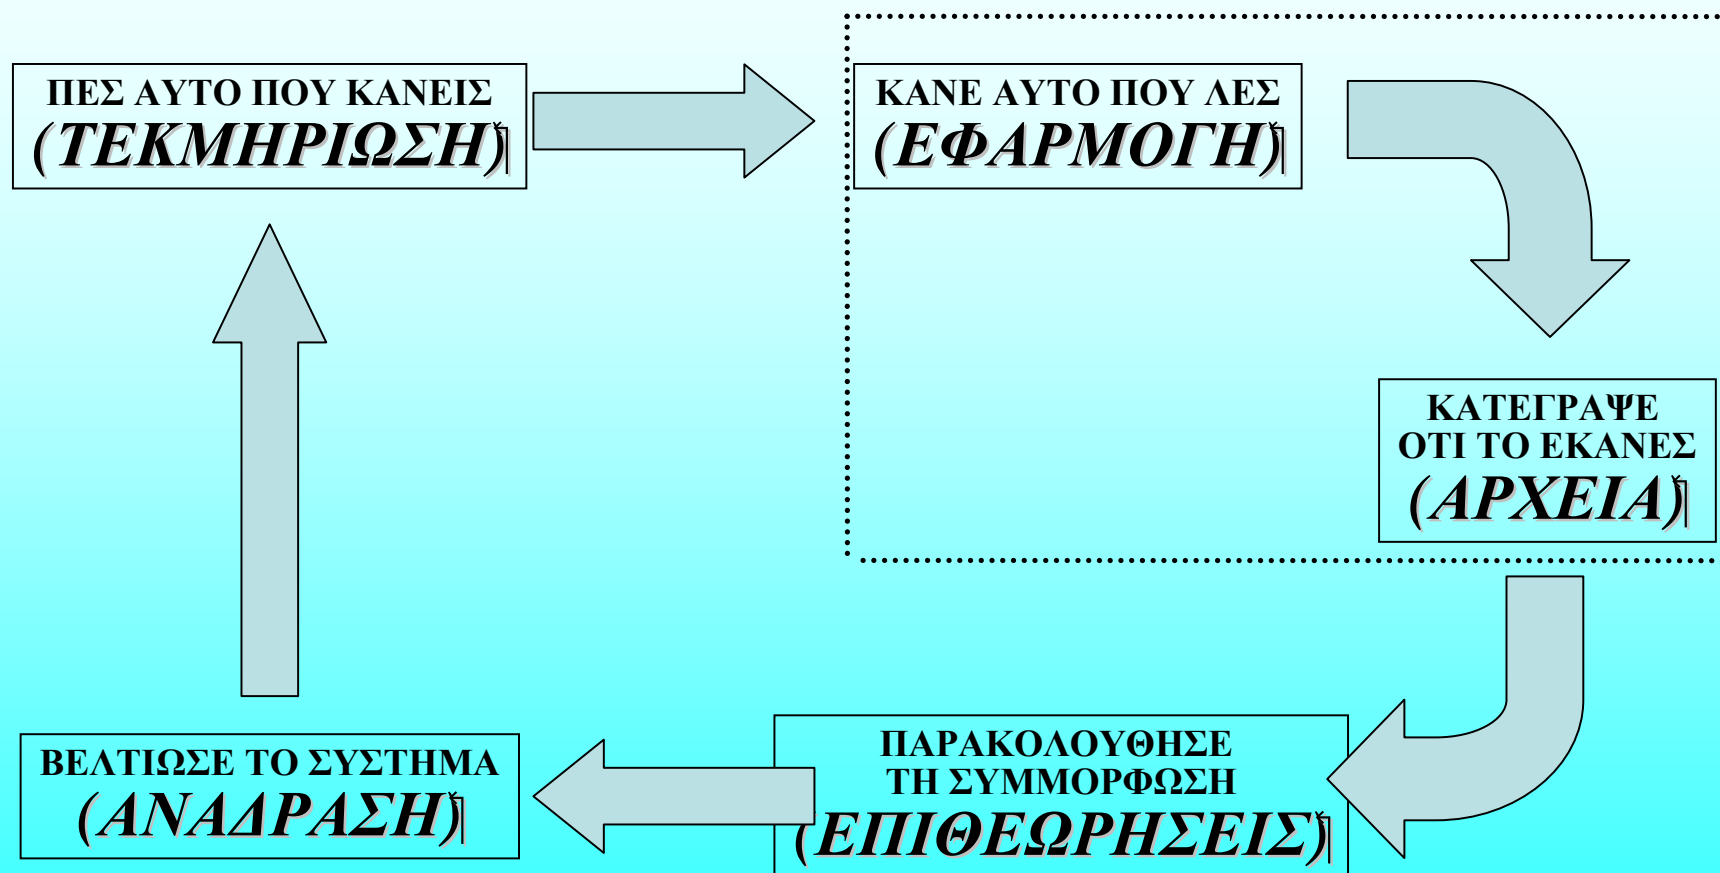 ΠΕΣ ΑΥΤΟ ΠΟΥ ΚΑΝΕΙΣ
(ΤΕΚΜΗΡΙΩΣΗ)
ΚΑΝΕ ΑΥΤΟ ΠΟΥ ΛΕΣ
(ΕΦΑΡΜΟΓΗ)
ΚΑΤΕΓΡΑΨΕ
ΟΤΙ ΤΟ ΕΚΑΝΕΣ
(ΑΡΧΕΙΑ)
ΠΑΡΑΚΟΛΟΥΘΗΣΕ
ΤΗ ΣΥΜΜΟΡΦΩΣΗ
(ΕΠΙΘΕΩΡΗΣΕΙΣ)
ΒΕΛΤΙΩΣΕ ΤΟ ΣΥΣΤΗΜΑ
(ΑΝΑΔΡΑΣΗ)